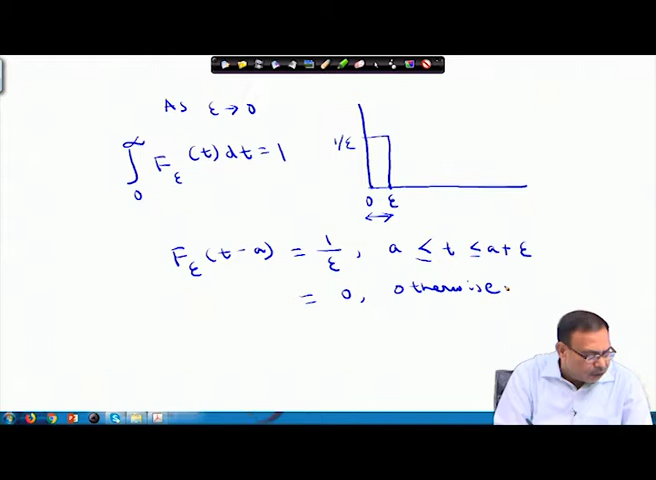 As ε → 0
∫₀^∞ F_ε(t) dt = 1
1/ε
0 ε
F_ε(t - a) = 1/ε, a ≤ t ≤ a + ε
= 0, otherwise.